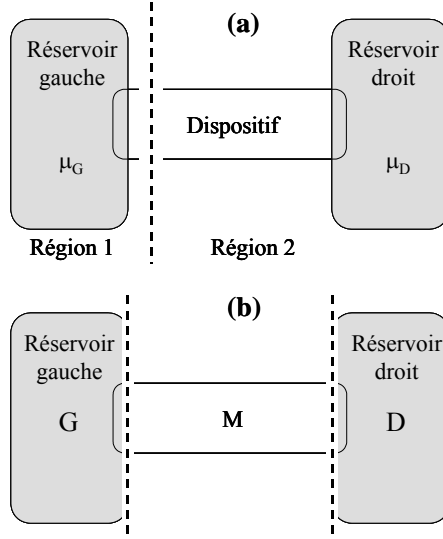 (a)
Réservoir gauche
Réservoir droit
Dispositif
μG
μD
Région 1
Région 2
(b)
Réservoir gauche
Réservoir droit
G
M
D